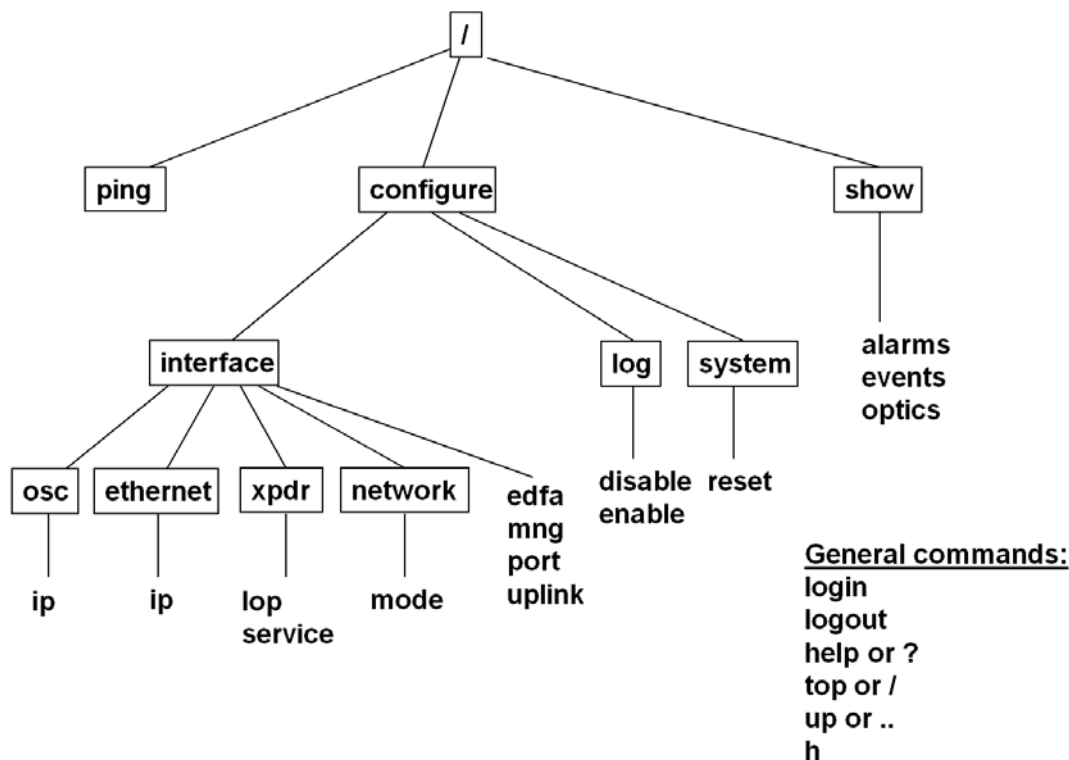 /
ping
configure
show
interface
log
system
alarms
events
optics
osc
ethernet
xpdr
network
edfa
mng
port
uplink
disable
enable
reset
ip
ip
lop
service
mode
General commands:
login
logout
help or ?
top or /
up or ..
h